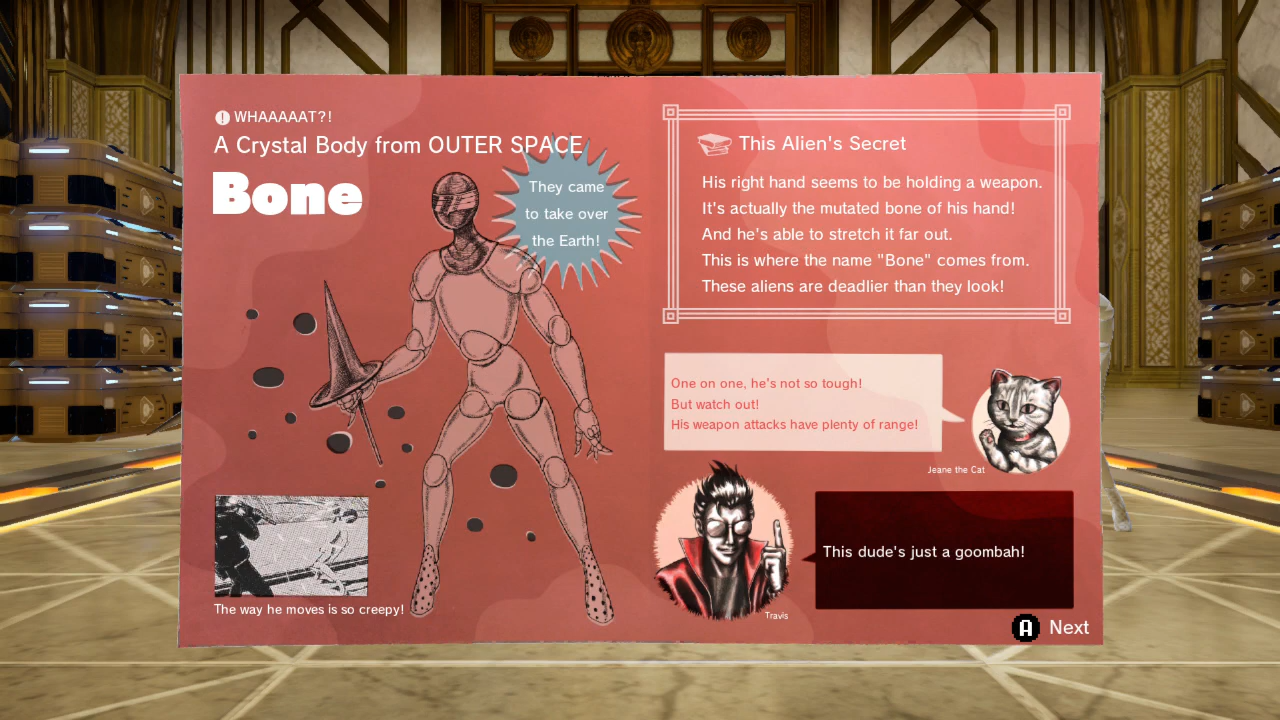 WHAAAAAT?!
A Crystal Body from OUTER SPACE
Bone
They came
to take over
the Earth!
The way he moves is so creepy!
This Alien's Secret
His right hand seems to be holding a weapon.
It's actually the mutated bone of his hand!
And he's able to stretch it far out.
This is where the name "Bone" comes from.
These aliens are deadlier than they look!
One on one, he's not so tough!
But watch out!
His weapon attacks have plenty of range!
Jeane the Cat
This dude's just a goombah!
Travis
A Next